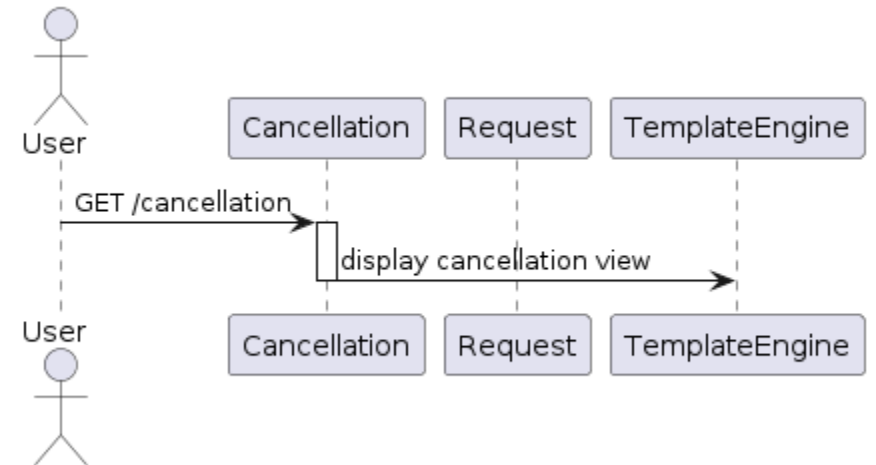 User
Cancellation
Request
TemplateEngine
GET /cancellation
display cancellation view
User
Cancellation
Request
TemplateEngine